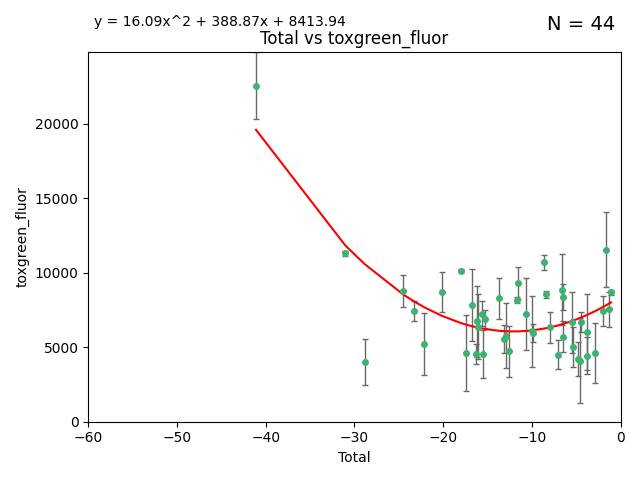 y = 16.09x^2 + 388.87x + 8413.94
N = 44
Total vs toxgreen_fluor
20000
15000
10000
5000
0
toxgreen_fluor
−60
−50
−40
−30
−20
−10
0
Total